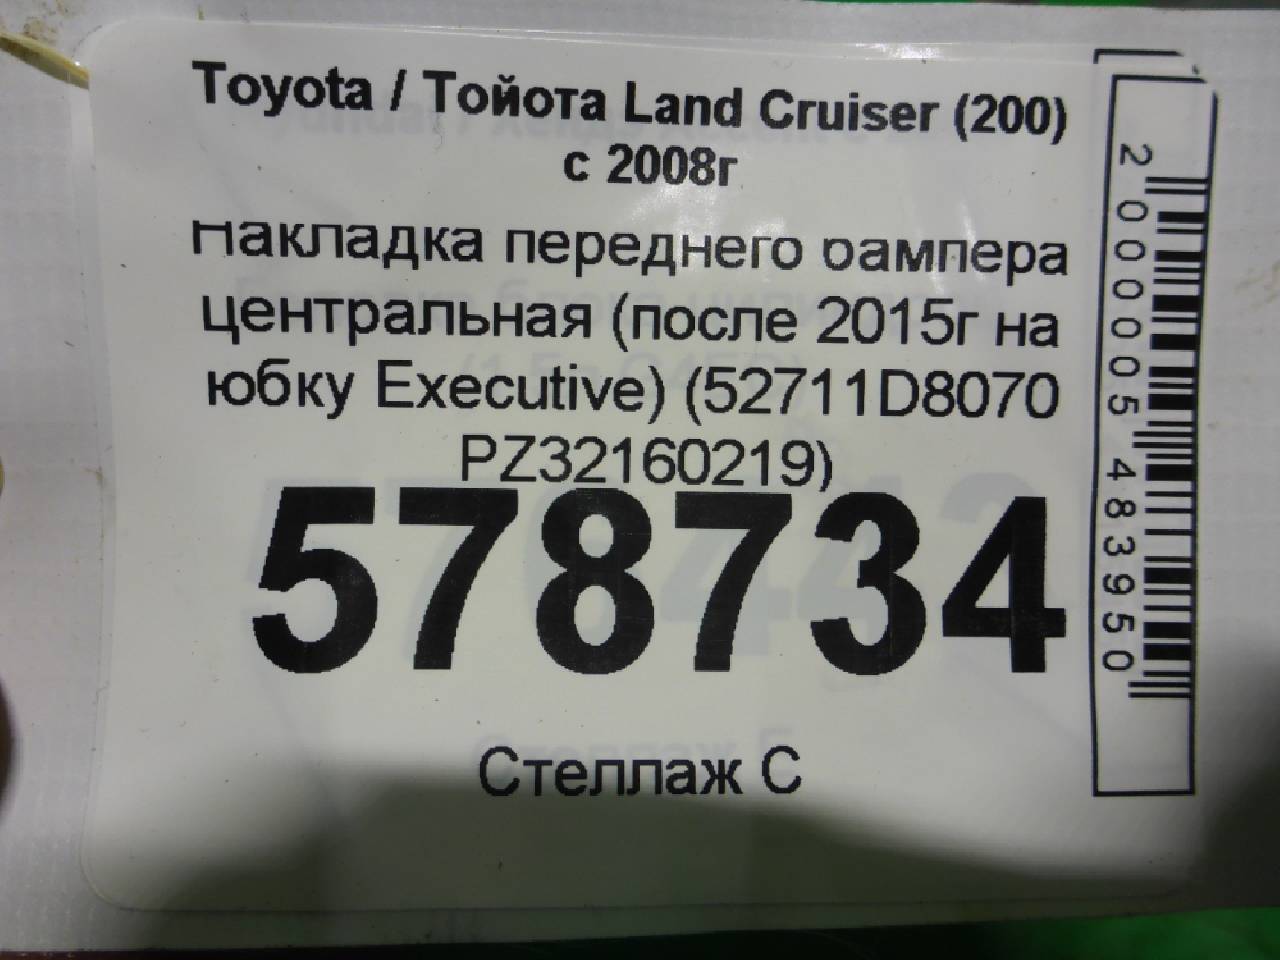 Toyota / Тойота Land Cruiser (200)
с 2008г
Накладка переднего бампера
центральная (после 2015г на
юбку Executive) (52711D8070
PZ32160219)
578734
Стеллаж С
2000005483950